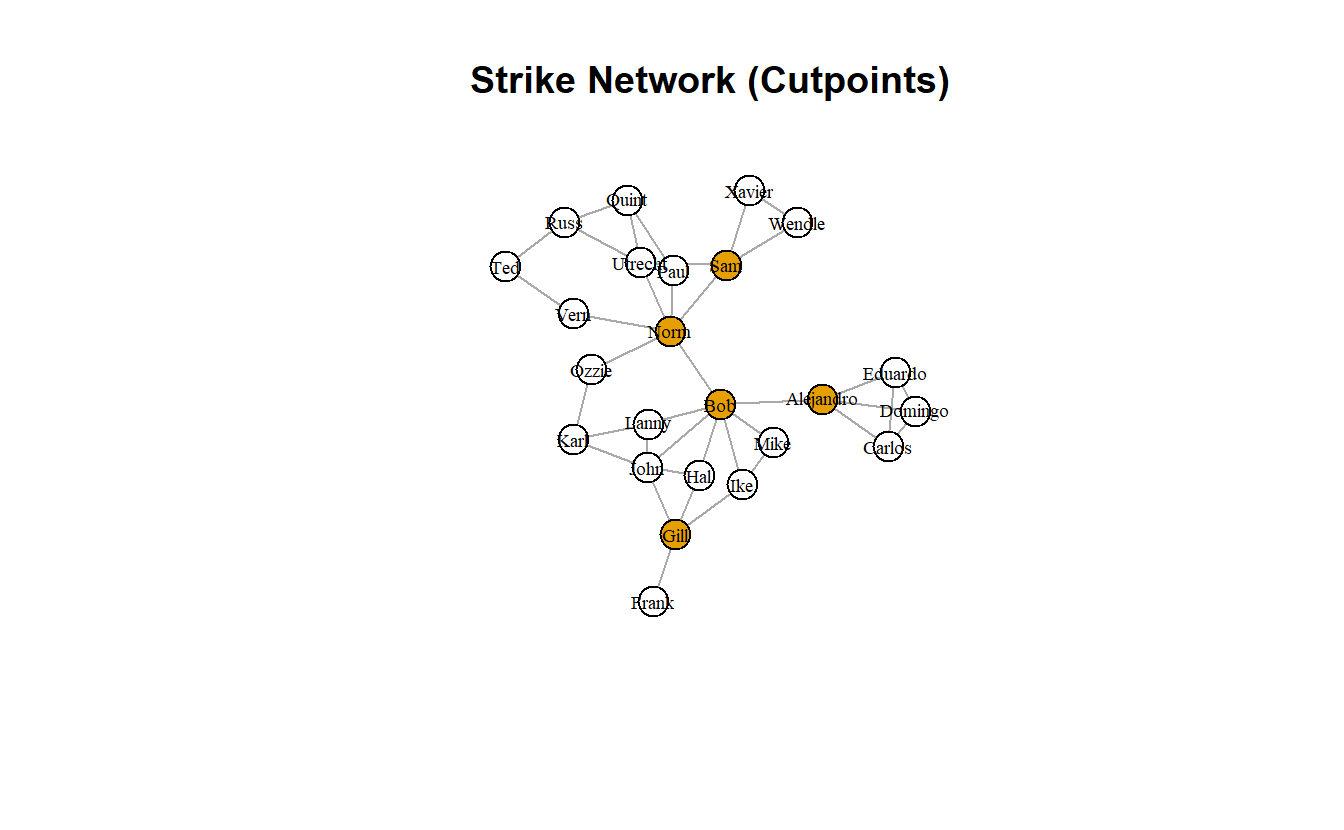 Strike Network (Cutpoints)
Xavier
Quint
Russ
Wendle
Utrecht
Paul
Sam
Ted
Vern
Norm
Ozzie
Eduardo
Alejandro
Bob
Domingo
Lanny
Karl
Mike
Carlos
John
Hal
Ike
Gill
Frank